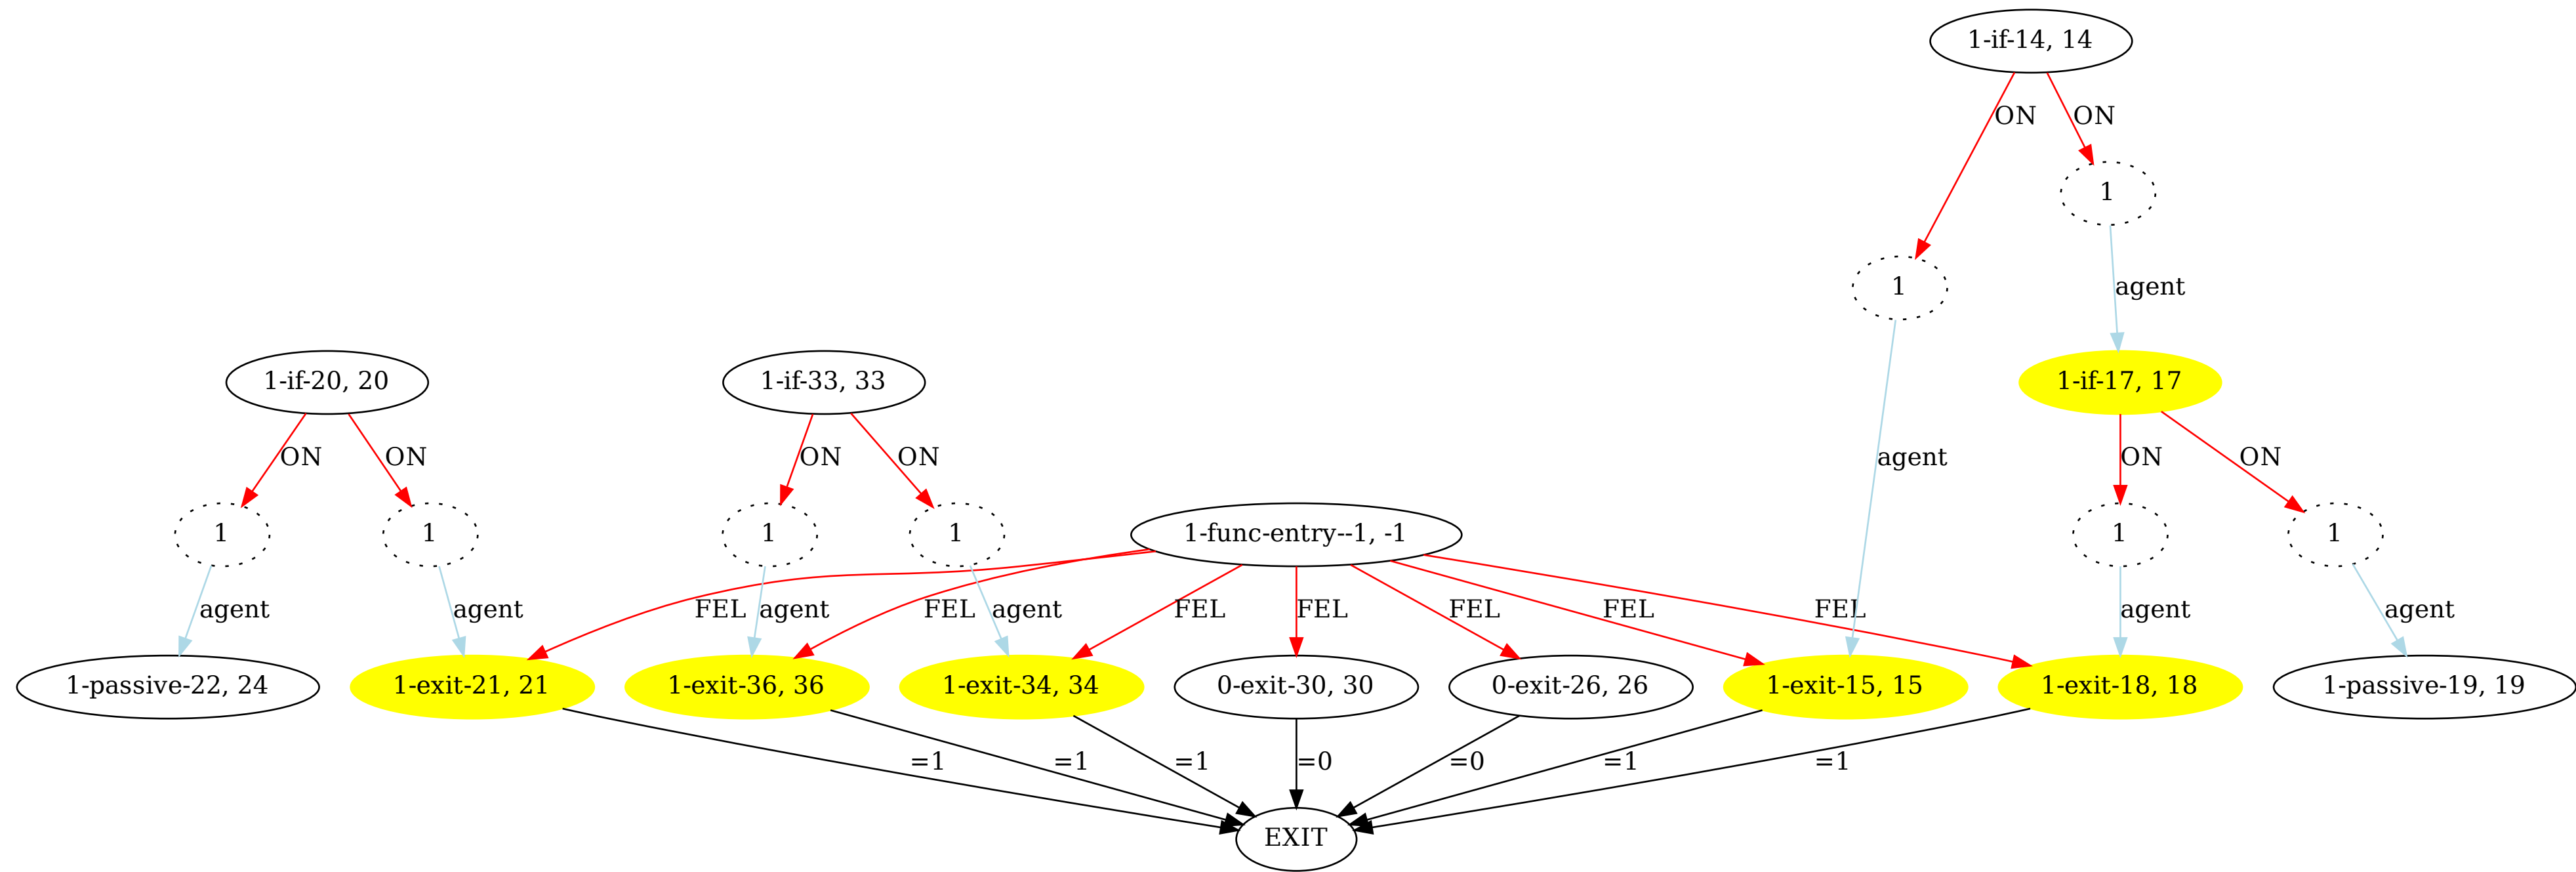 1-if-14, 14
ON
ON
1
1
agent
1-if-20, 20
1-if-33, 33
1-if-17, 17
ON
ON
ON
ON
agent
ON
ON
1
1
1
1
1-func-entry--1, -1
1
1
agent
agent
FEL
agent
FEL
agent
FEL
FEL
FEL
FEL
FEL
agent
agent
1-passive-22, 24
1-exit-21, 21
1-exit-36, 36
1-exit-34, 34
0-exit-30, 30
0-exit-26, 26
1-exit-15, 15
1-exit-18, 18
1-passive-19, 19
=1
=1
=1
=0
=0
=1
=1
EXIT